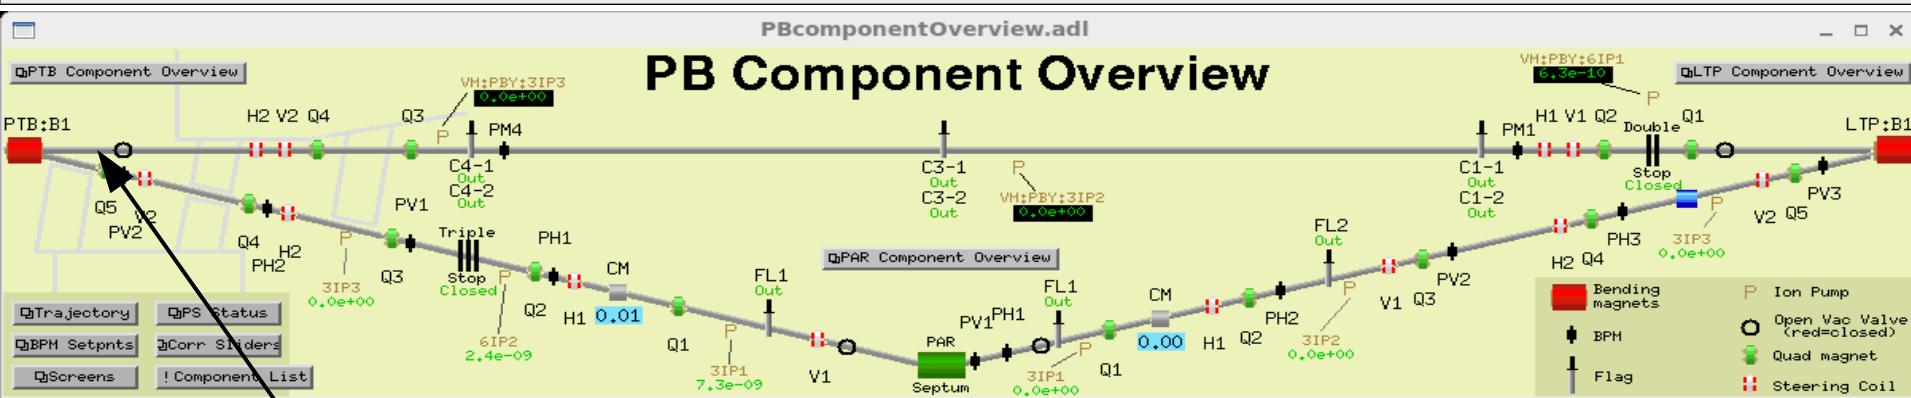 PBcomponentOverview.adl
PB Component Overview
PTB Component Overview
LTP Component Overview
VM:PBY:3IP3
0.0e+00
VM:PBY:6IP1
6.3e-10
PTB:B1
H2 V2 Q4
Q3
P
PM4
C4-1
Out
C4-2
Out
C3-1
Out
C3-2
Out
P
VM:PBY:3IP2
0.0e+00
C1-1
Out
C1-2
Out
PM1
H1 V1 Q2
Double
Stop
Closed
P
Q1
LTP:B1
Q5
V2
PV2
Q4
H2
PH2
P
3IP3
0.0e+00
PV1
Q3
Triple
Stop
Closed
P
6IP2
2.4e-09
PH1
Q2
H1
CM
0.01
Q1
P
3IP1
7.3e-09
FL1
Out
V1
PAR Component Overview
PAR
Septum
PV1
PH1
FL1
Out
P
3IP1
0.0e+00
Q1
CM
0.00
H1
Q2
PH2
FL2
Out
P
3IP2
0.0e+00
V1
Q3
PV2
H2
Q4
PH3
P
3IP3
0.0e+00
V2
Q5
PV3
Trajectory
PS Status
BPM Setpnts
Corr Sliders
Screens
! Component List
Bending
magnets
BPM
Flag
P
Ion Pump
Open Vac Valve
(red=closed)
Quad magnet
Steering Coil